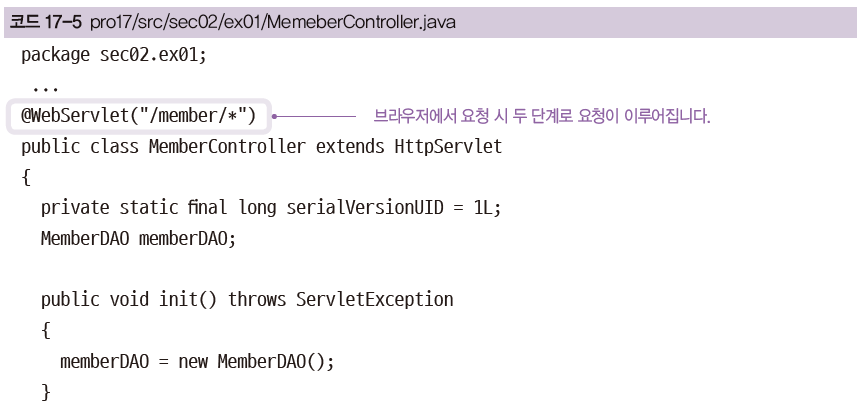 코드 17-5 pro17/src/sec02/ex01/MemeberController.java
package sec02.ex01;
...
@WebServlet("/member/*") 브라우저에서 요청 시 두 단계로 요청이 이루어집니다.
public class MemberController extends HttpServlet
{
private static final long serialVersionUID = 1L;
MemberDAO memberDAO;
public void init() throws ServletException
{
memberDAO = new MemberDAO();
}